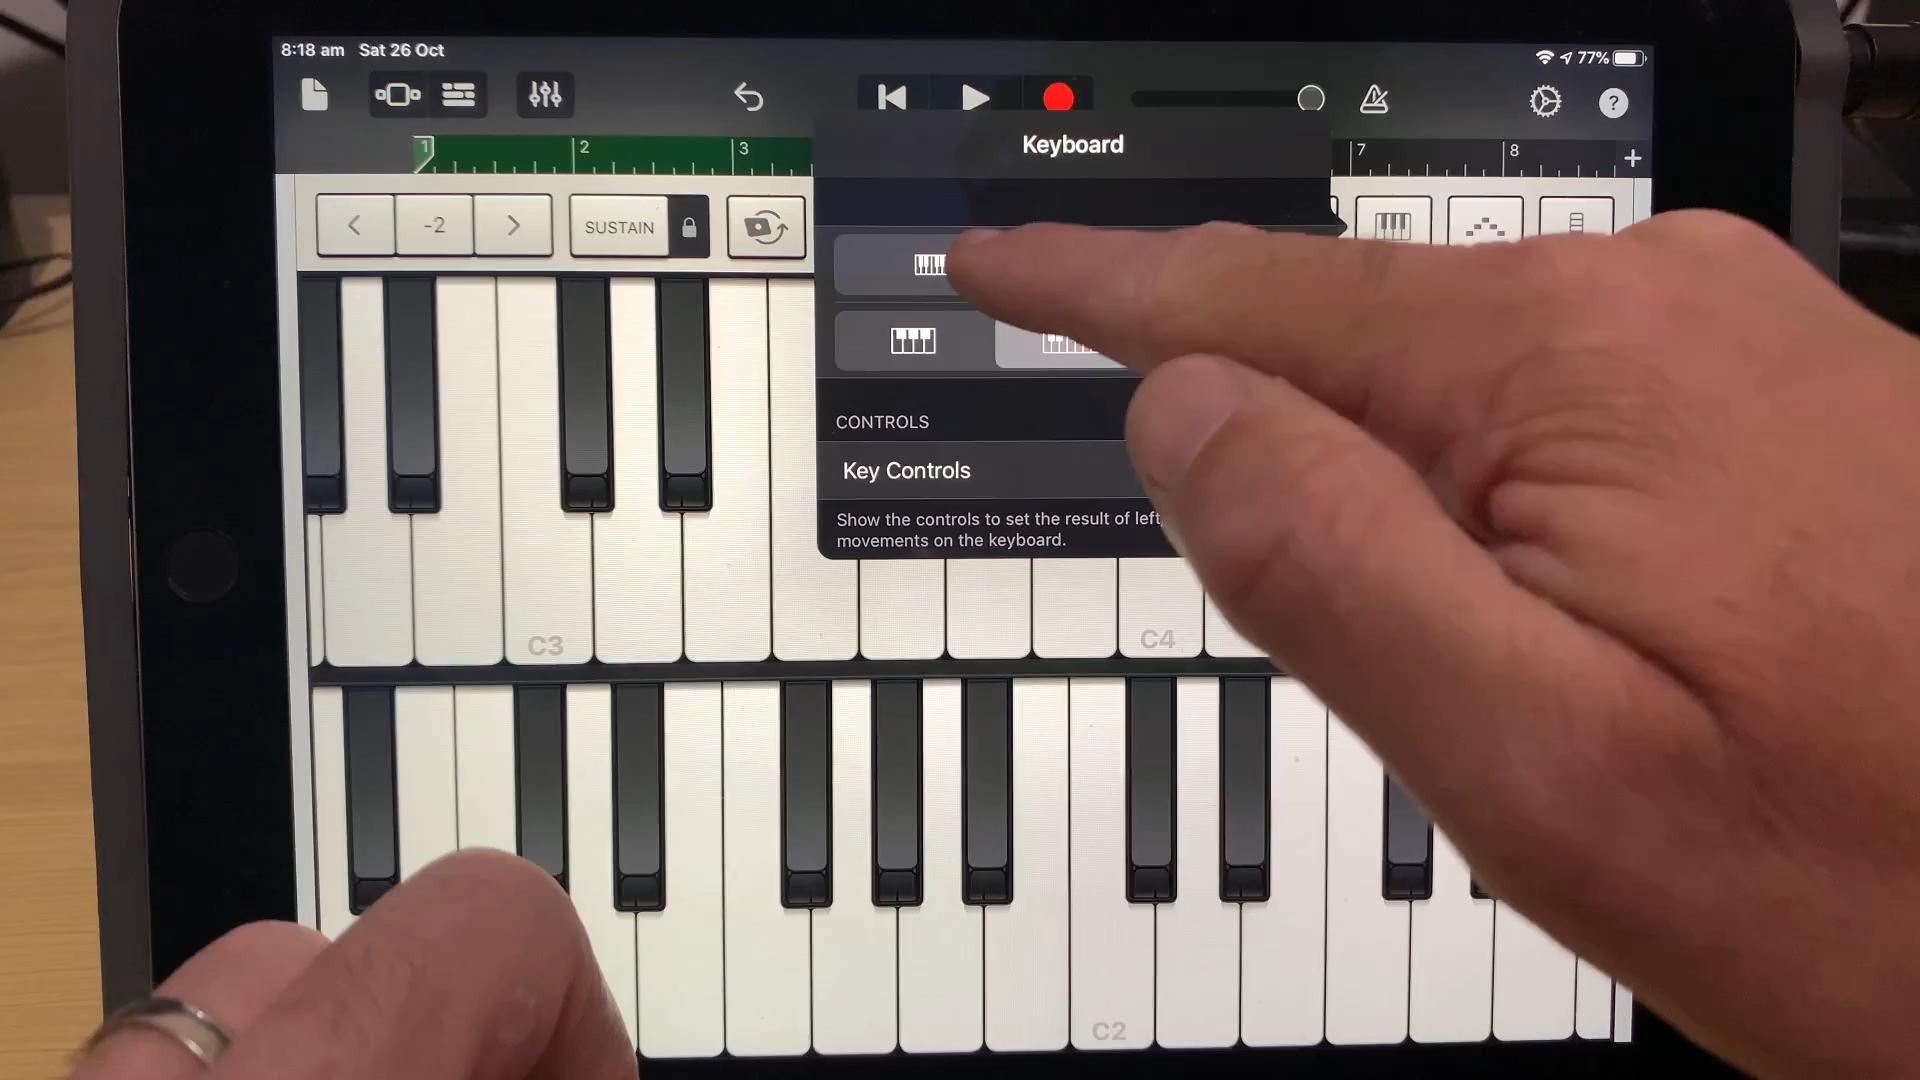 8:18 am Sat 26 Oct
77%
?
Keyboard
1 2 3 7 8 +
-2
SUSTAIN
CONTROLS
Key Controls
Show the controls to set the result of left
movements on the keyboard.
C3
C4
C2